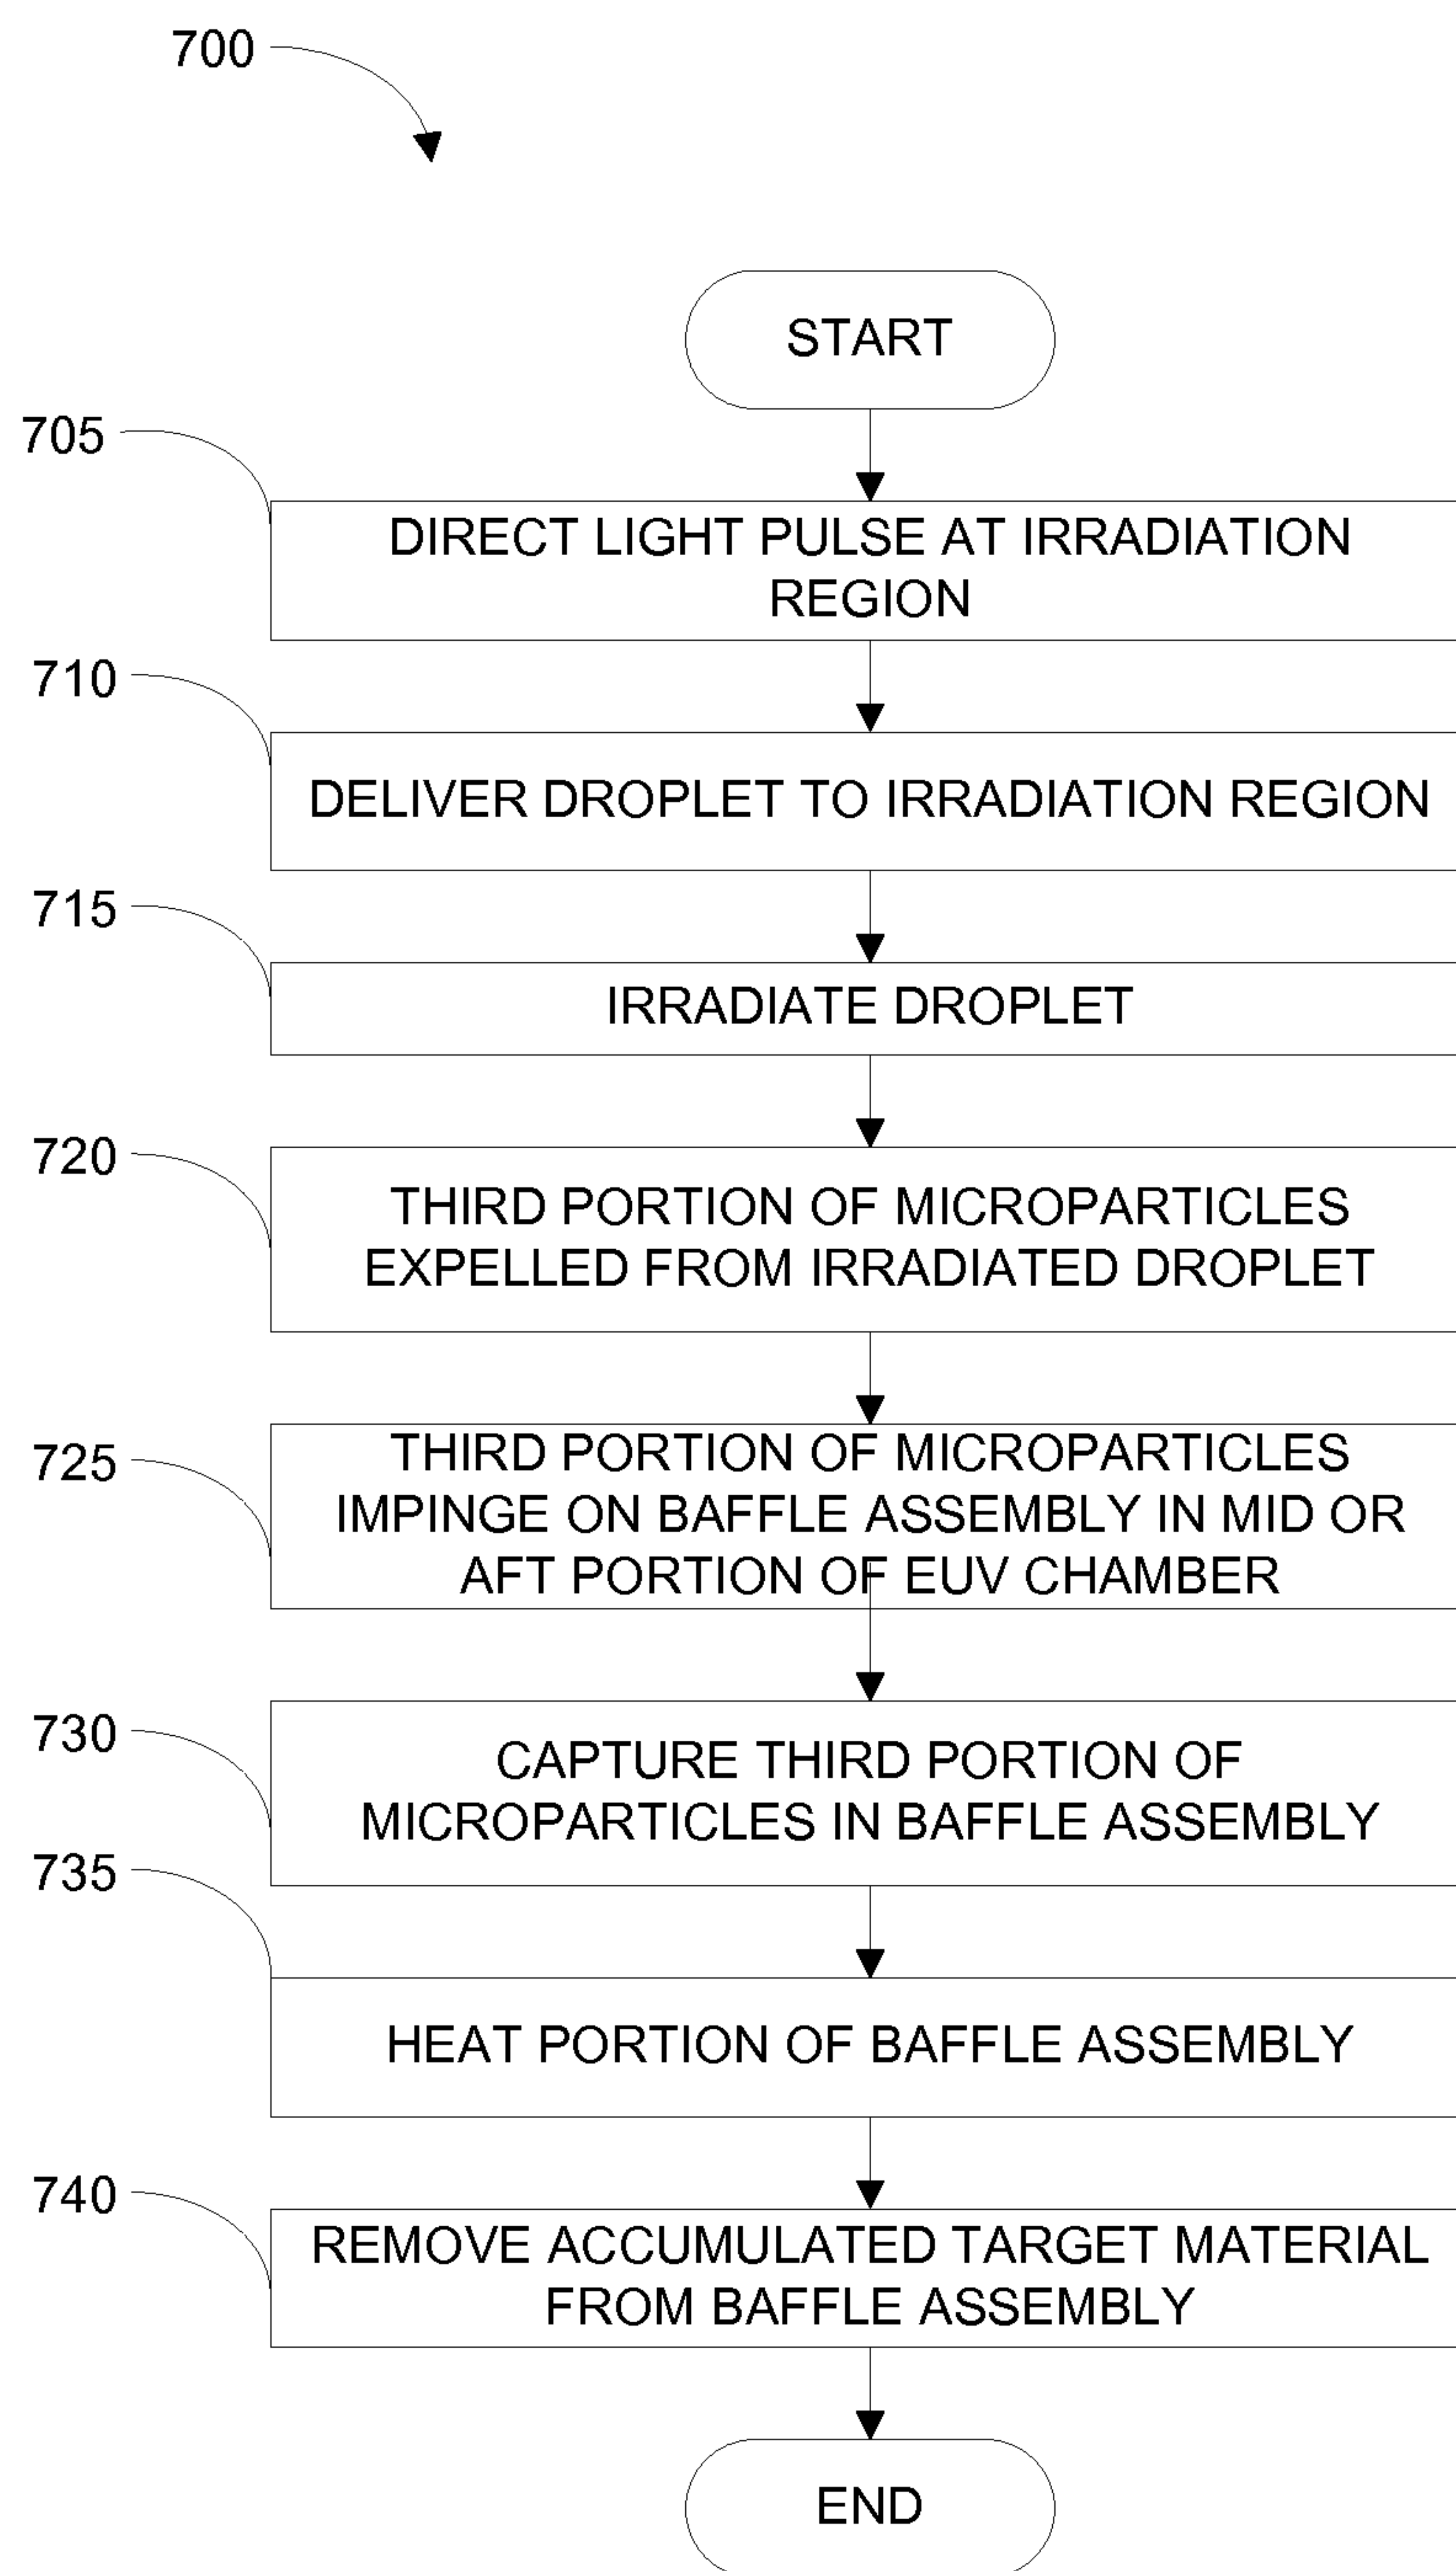 700
START
705
DIRECT LIGHT PULSE AT IRRADIATION
REGION
710
DELIVER DROPLET TO IRRADIATION REGION
715
IRRADIATE DROPLET
720
THIRD PORTION OF MICROPARTICLES
EXPELLED FROM IRRADIATED DROPLET
725
THIRD PORTION OF MICROPARTICLES
IMPINGE ON BAFFLE ASSEMBLY IN MID OR
AFT PORTION OF EUV CHAMBER
730
CAPTURE THIRD PORTION OF
MICROPARTICLES IN BAFFLE ASSEMBLY
735
HEAT PORTION OF BAFFLE ASSEMBLY
740
REMOVE ACCUMULATED TARGET MATERIAL
FROM BAFFLE ASSEMBLY
END